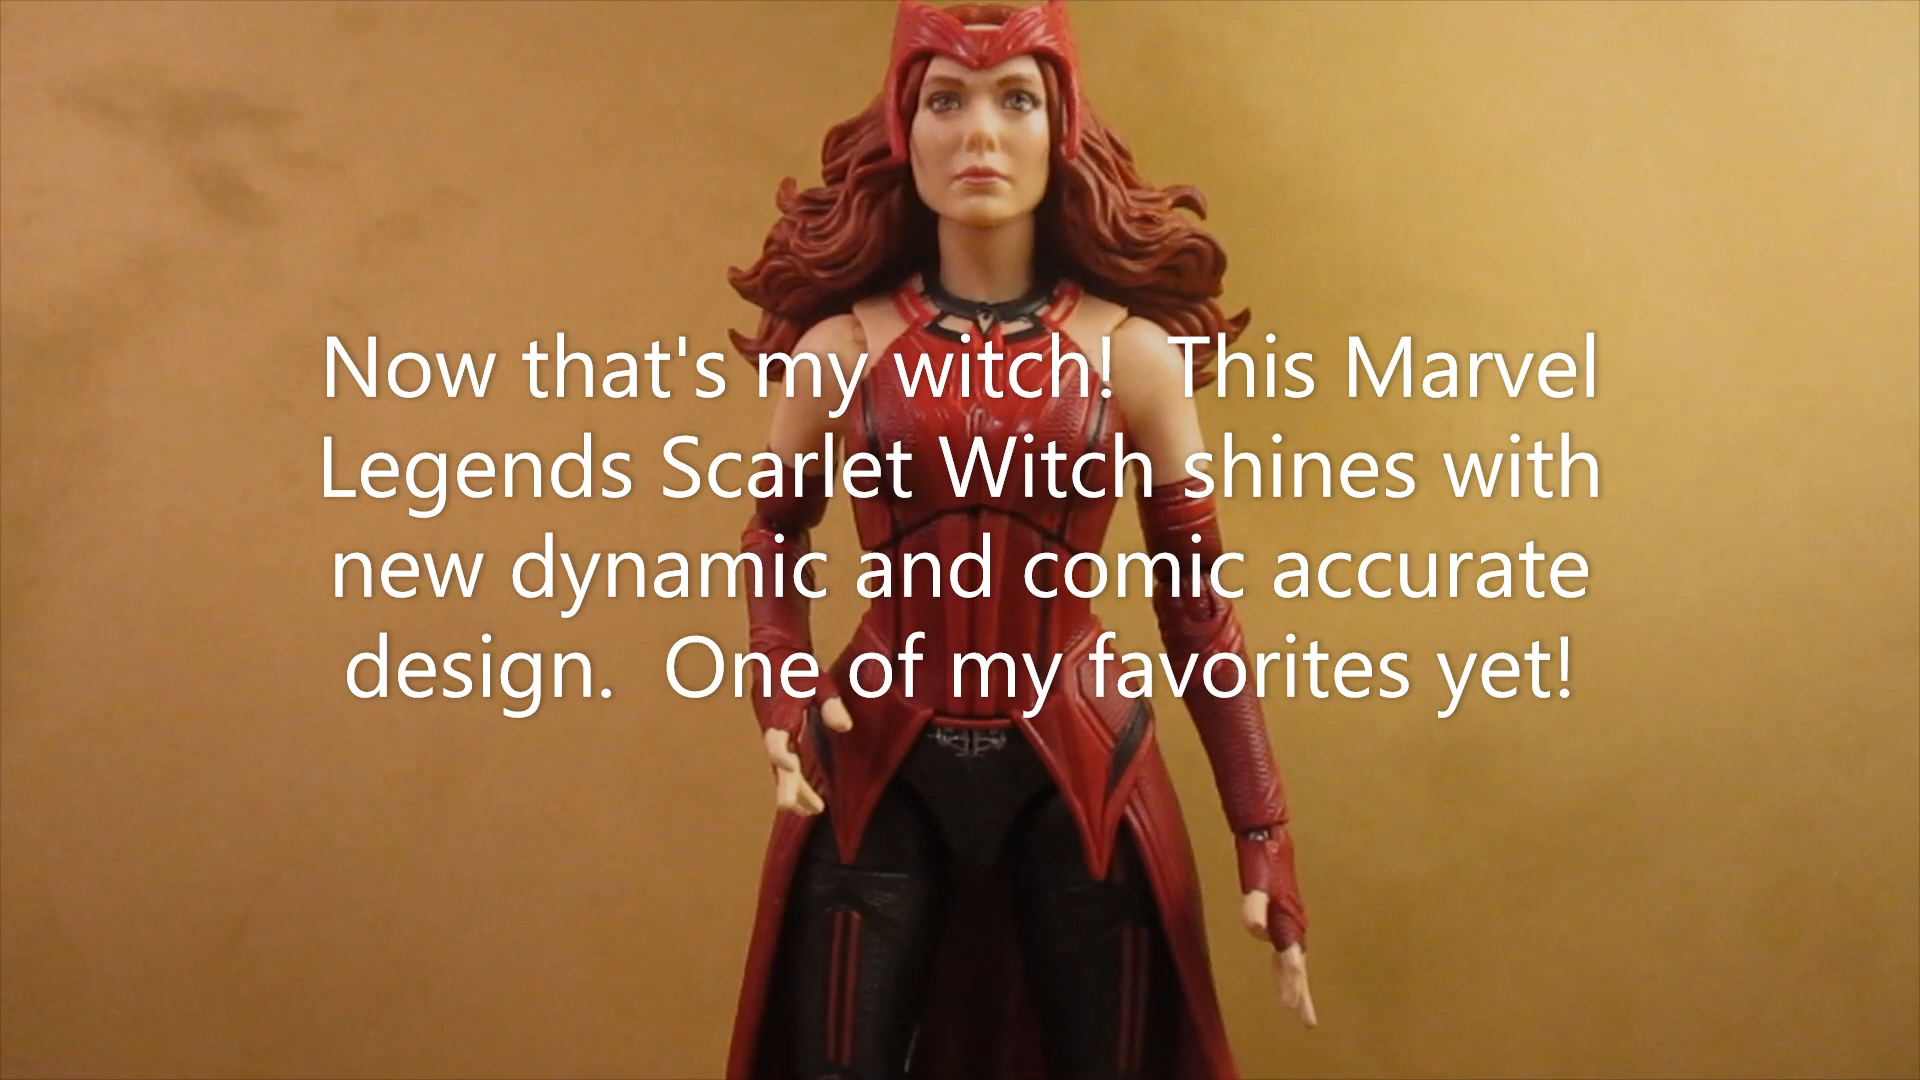 Now that's my witch!  This Marvel
Legends Scarlet Witch shines with
new dynamic and comic accurate
design.  One of my favorites yet!